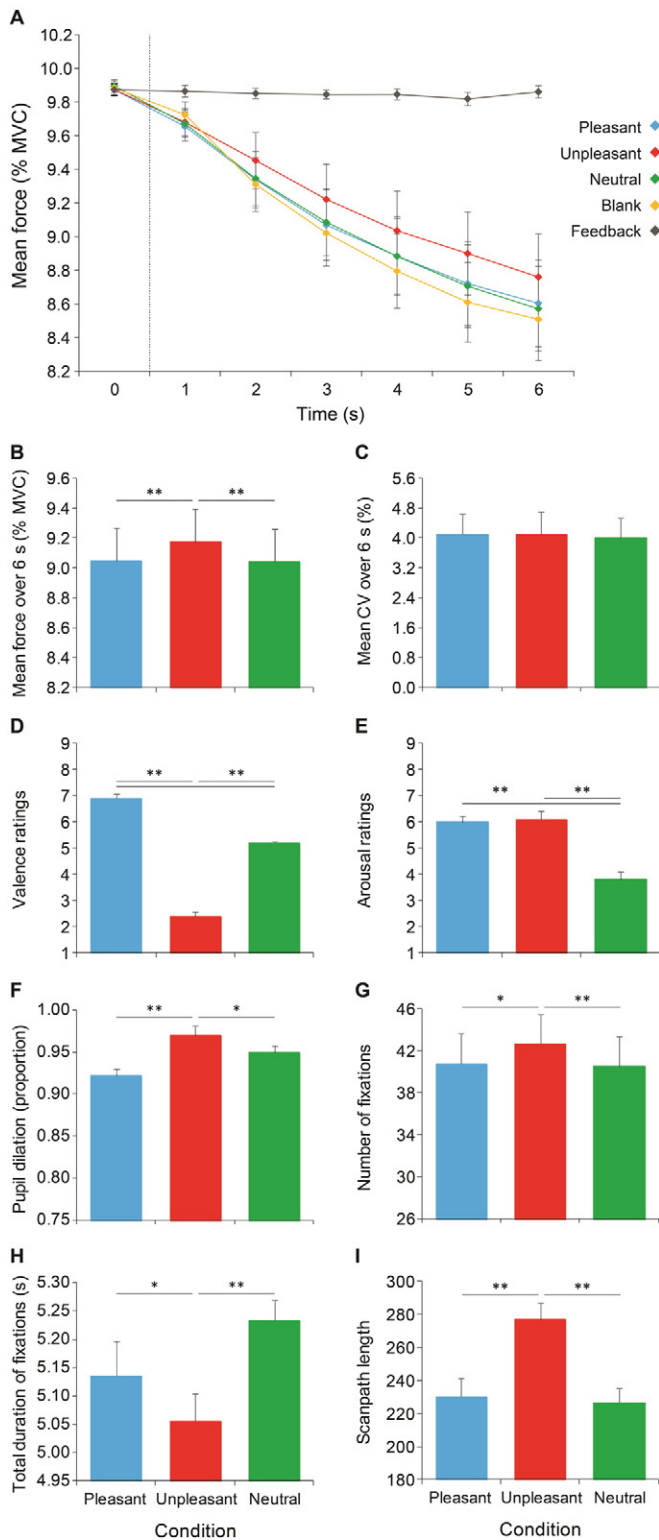 A
Mean force (% MVC)
10.2
10.0
9.8
9.6
9.4
9.2
9.0
8.8
8.6
8.4
8.2
0 1 2 3 4 5 6
Time (s)
Pleasant
Unpleasant
Neutral
Blank
Feedback
B
Mean force over 6 s (% MVC)
9.6
9.4
9.2
9.0
8.8
8.6
8.4
8.2
** **
C
Mean CV over 6 s (%)
5.6
4.8
4.0
3.2
2.4
1.6
0.8
0.0
D
Valence ratings
9
8
7
6
5
4
3
2
1
** **
E
Arousal ratings
9
8
7
6
5
4
3
2
1
** **
F
Pupil dilation (proportion)
1.00
0.95
0.90
0.85
0.80
0.75
** *
G
Number of fixations
46
42
38
34
30
26
* **
H
Total duration of fixations (s)
5.30
5.25
5.20
5.15
5.10
5.05
5.00
4.95
* **
Pleasant Unpleasant Neutral
Condition
I
Scanpath length
300
280
260
240
220
200
180
** **
Pleasant Unpleasant Neutral
Condition